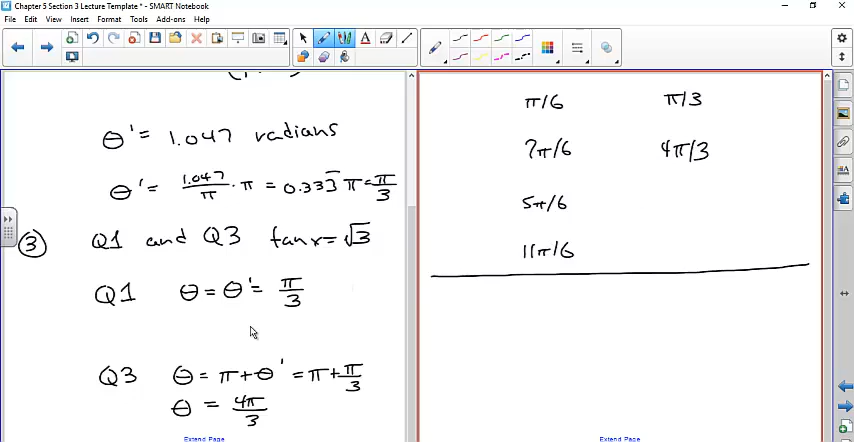 Chapter 5 Section 3 Lecture Template * - SMART Notebook
File Edit View Insert Format Tools Add-ons Help
θ' = 1.047 radians
θ' = 1.047/π · π = 0.333̅ π = π/3
③ Q1 and Q3 tan x = √3
Q1 θ = θ' = π/3
Q3 θ = π + θ' = π + π/3
θ = 4π/3
Extend Page
π/6 π/3
7π/6 4π/3
5π/6
11π/6
Extend Page